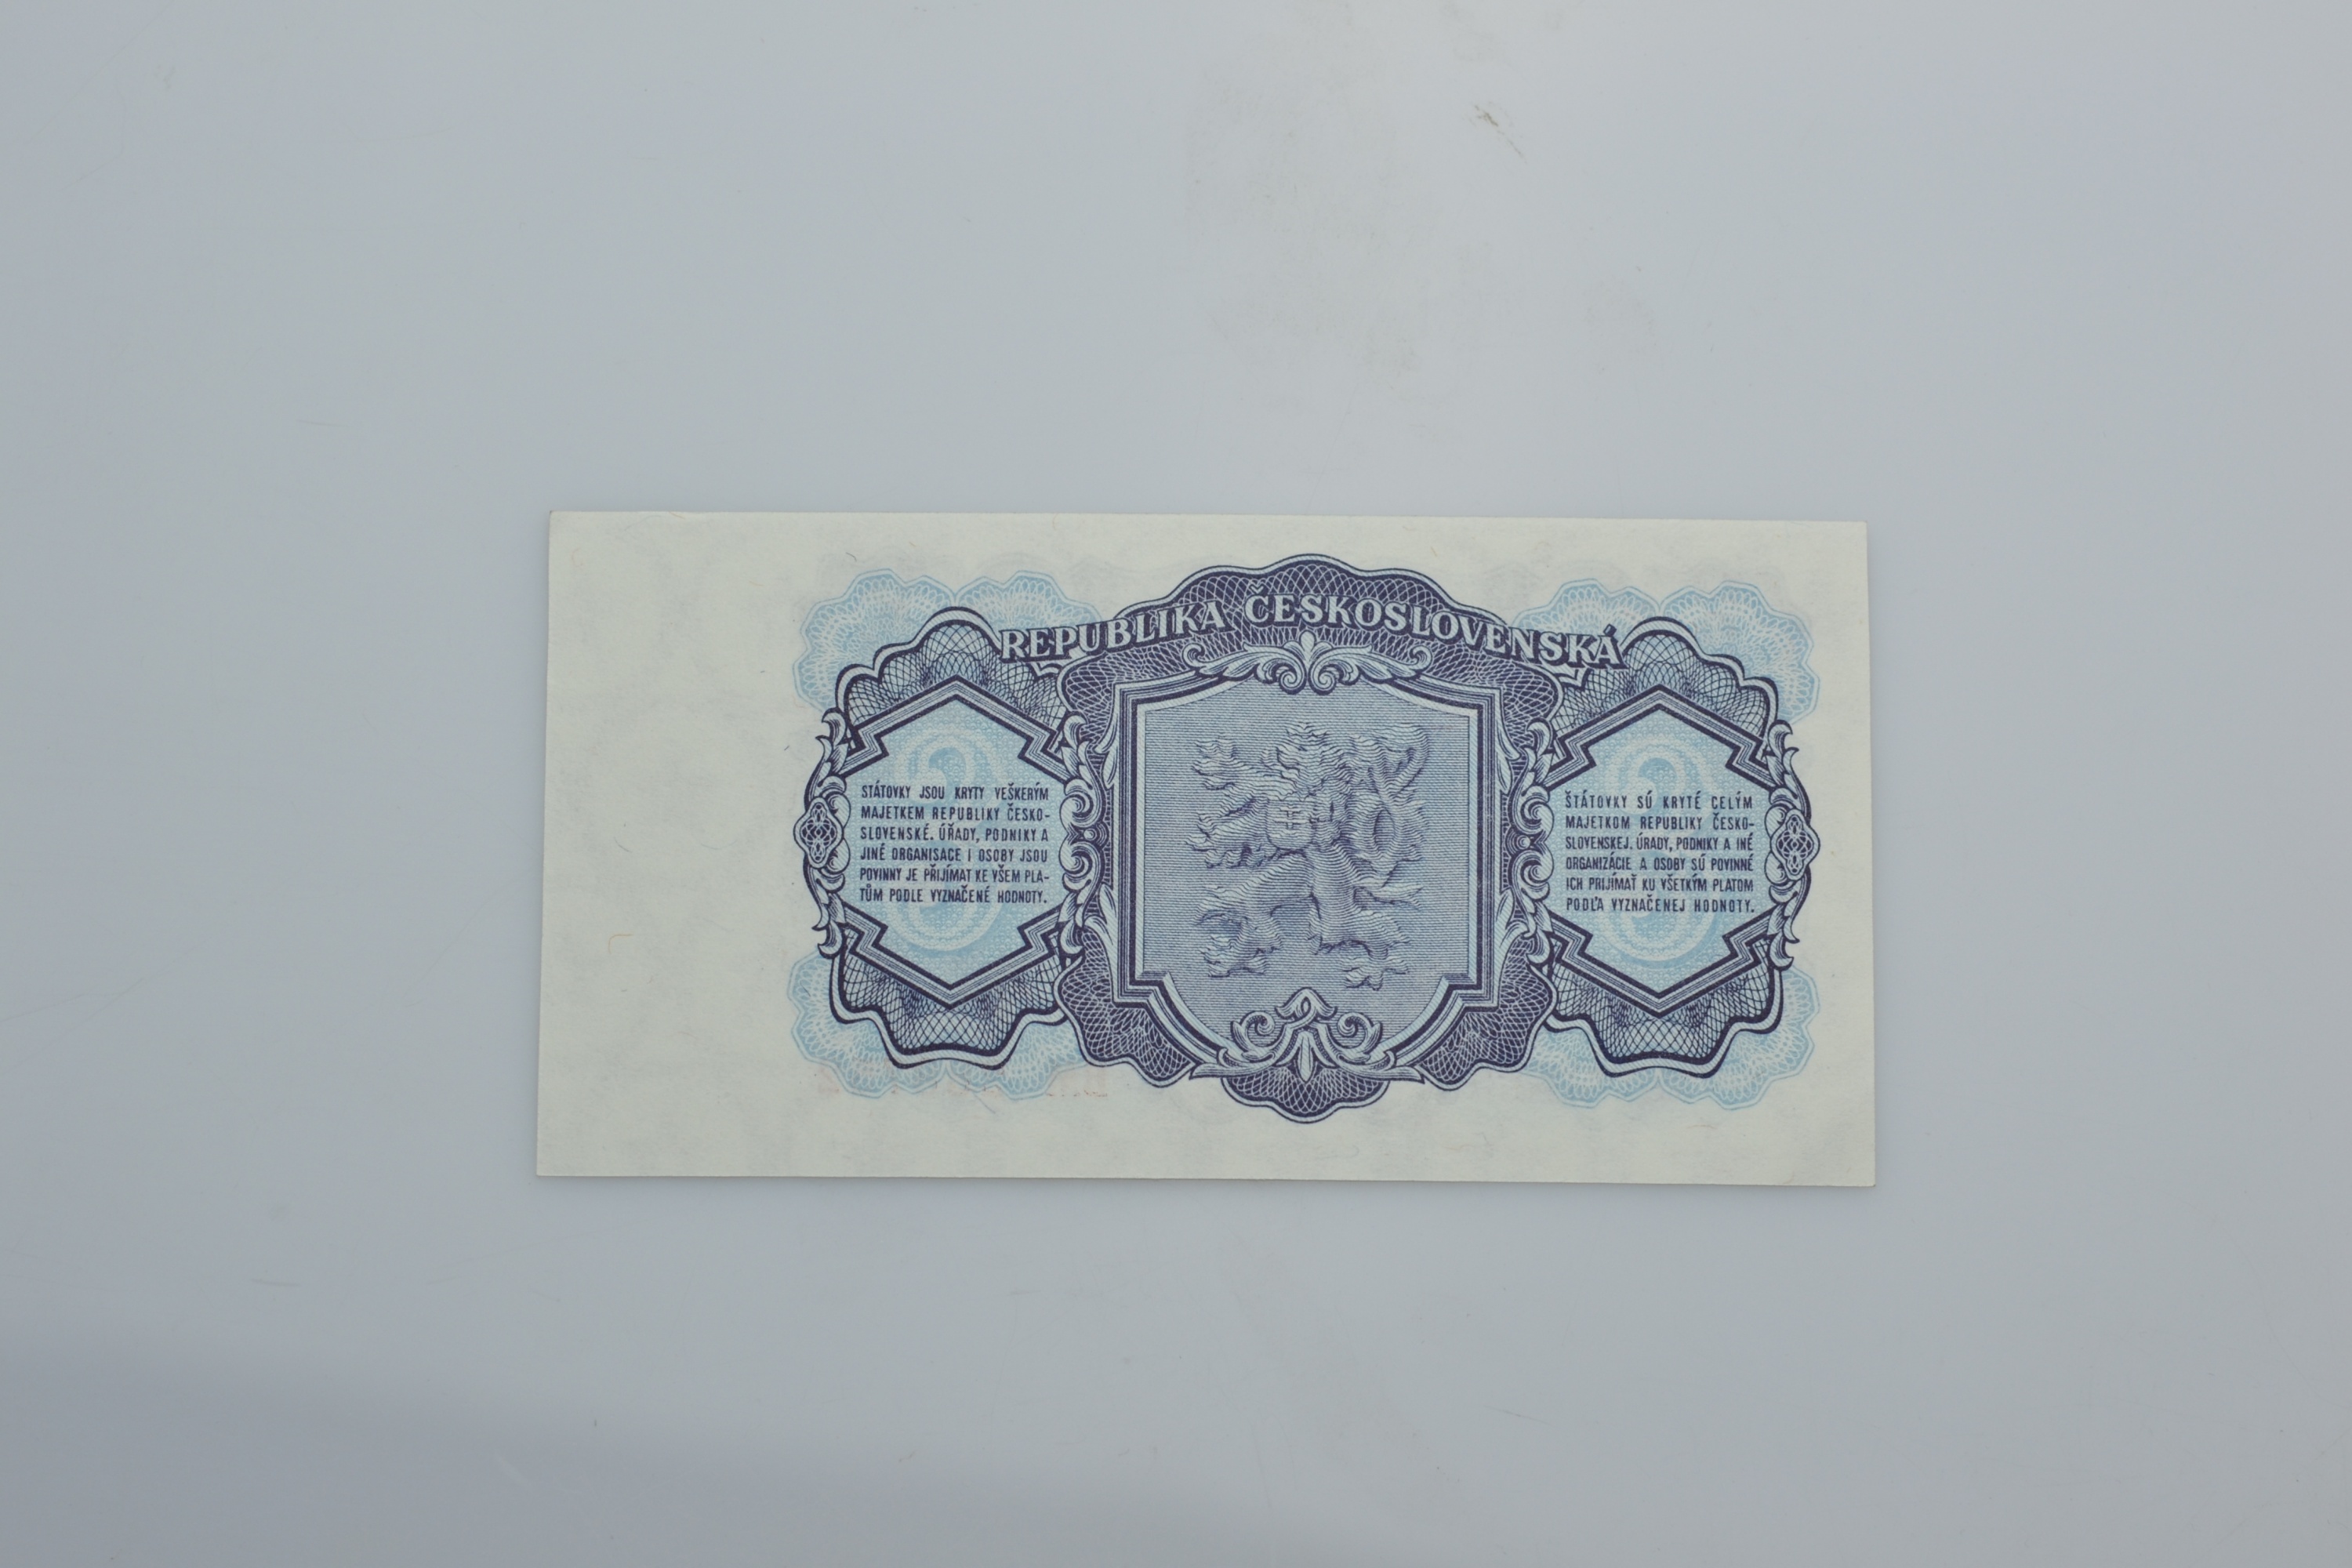 REPUBLIKA ČESKOSLOVENSKÁ
STÁTOVKY JSOU KRYTY VEŠKERÝM
MAJETKEM REPUBLIKY ČESKO-
SLOVENSKÉ. ÚŘADY, PODNIKY A
JINÉ ORGANISACE I OSOBY JSOU
POVINNY JE PŘIJÍMAT KE VŠEM PLA-
TŮM PODLE VYZNAČENÉ HODNOTY.
3
ŠTÁTOVKY SÚ KRYTÉ CELÝM
MAJETKOM REPUBLIKY ČESKO-
SLOVENSKEJ. ÚRADY, PODNIKY A INÉ
ORGANIZÁCIE A OSOBY SÚ POVINNÉ
ICH PRIJÍMAŤ KU VŠETKÝM PLATOM
PODĽA VYZNAČENEJ HODNOTY.
3